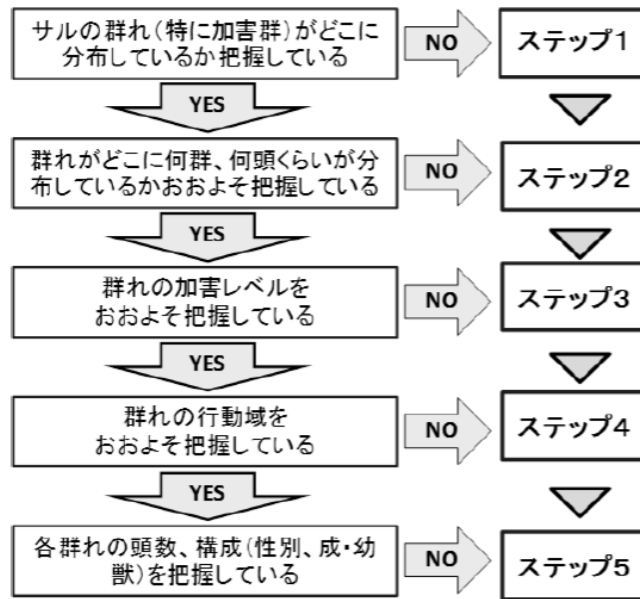 サルの群れ(特に加害群)がどこに
分布しているか把握している
NO
ステップ1
YES
群れがどこに何群、何頭くらいが分
布しているかおおよそ把握している
NO
ステップ2
YES
群れの加害レベルを
おおよそ把握している
NO
ステップ3
YES
群れの行動域を
おおよそ把握している
NO
ステップ4
YES
各群れの頭数、構成(性別、成・幼
獣)を把握している
NO
ステップ5